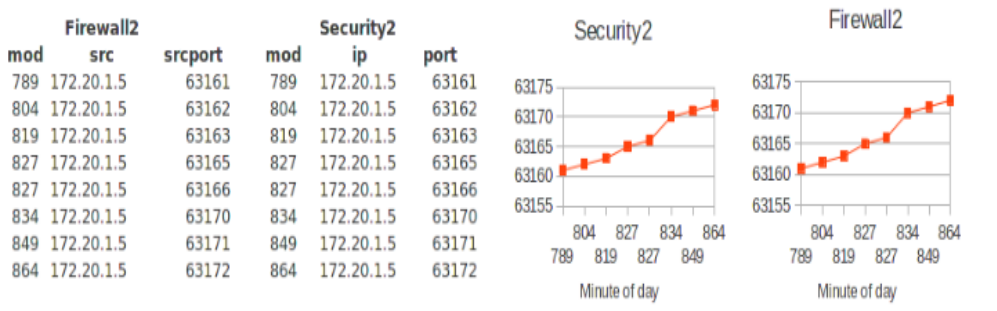 Firewall2 Security2
mod src srcport mod ip port
789 172.20.1.5 63161 789 172.20.1.5 63161
804 172.20.1.5 63162 804 172.20.1.5 63162
819 172.20.1.5 63163 819 172.20.1.5 63163
827 172.20.1.5 63165 827 172.20.1.5 63165
827 172.20.1.5 63166 827 172.20.1.5 63166
834 172.20.1.5 63170 834 172.20.1.5 63170
849 172.20.1.5 63171 849 172.20.1.5 63171
864 172.20.1.5 63172 864 172.20.1.5 63172
Security2
63175
63170
63165
63160
63155
804 827 834 864
789 819 827 849
Minute of day
Firewall2
63175
63170
63165
63160
63155
804 827 834 864
789 819 827 849
Minute of day